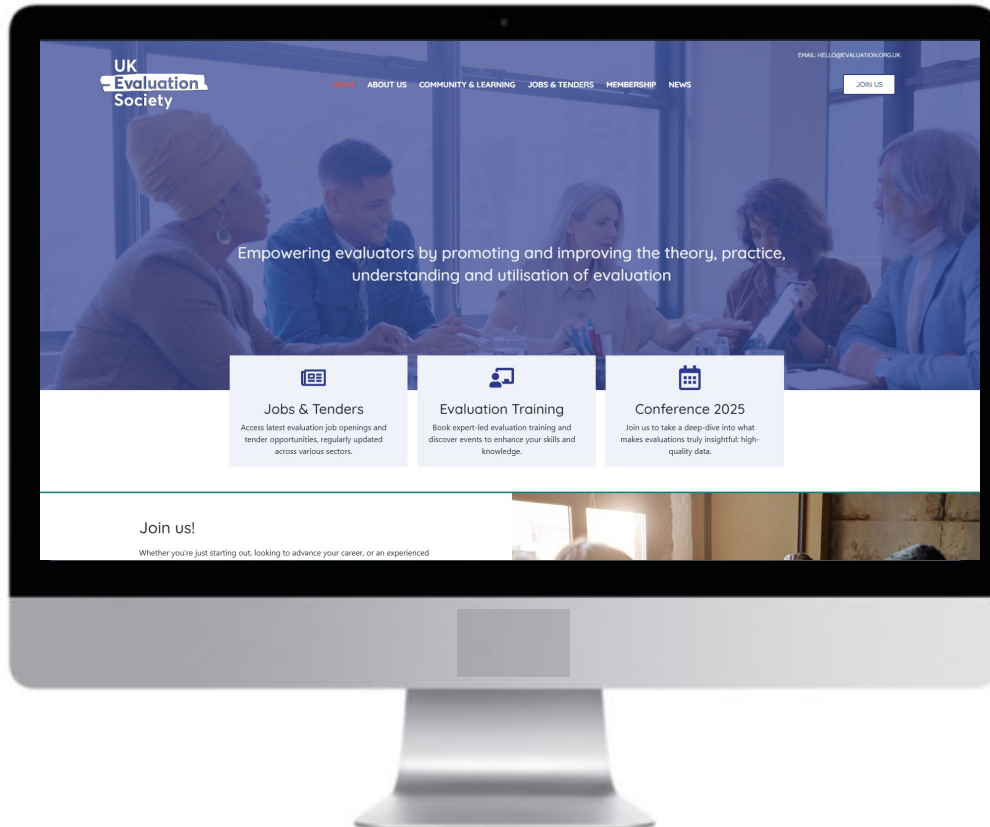 EMAIL: HELLO@EVALUATION.ORG.UK
UK
Evaluation
Society
HOME ABOUT US COMMUNITY & LEARNING JOBS & TENDERS MEMBERSHIP NEWS
JOIN US
Empowering evaluators by promoting and improving the theory, practice,
understanding and utilisation of evaluation
Jobs & Tenders
Access latest evaluation job openings and
tender opportunities, regularly updated
across various sectors.
Evaluation Training
Book expert-led evaluation training and
discover events to enhance your skills and
knowledge.
Conference 2025
Join us to take a deep-dive into what
makes evaluations truly insightful: high-
quality data.
Join us!
Whether you're just starting out, looking to advance your career, or an experienced